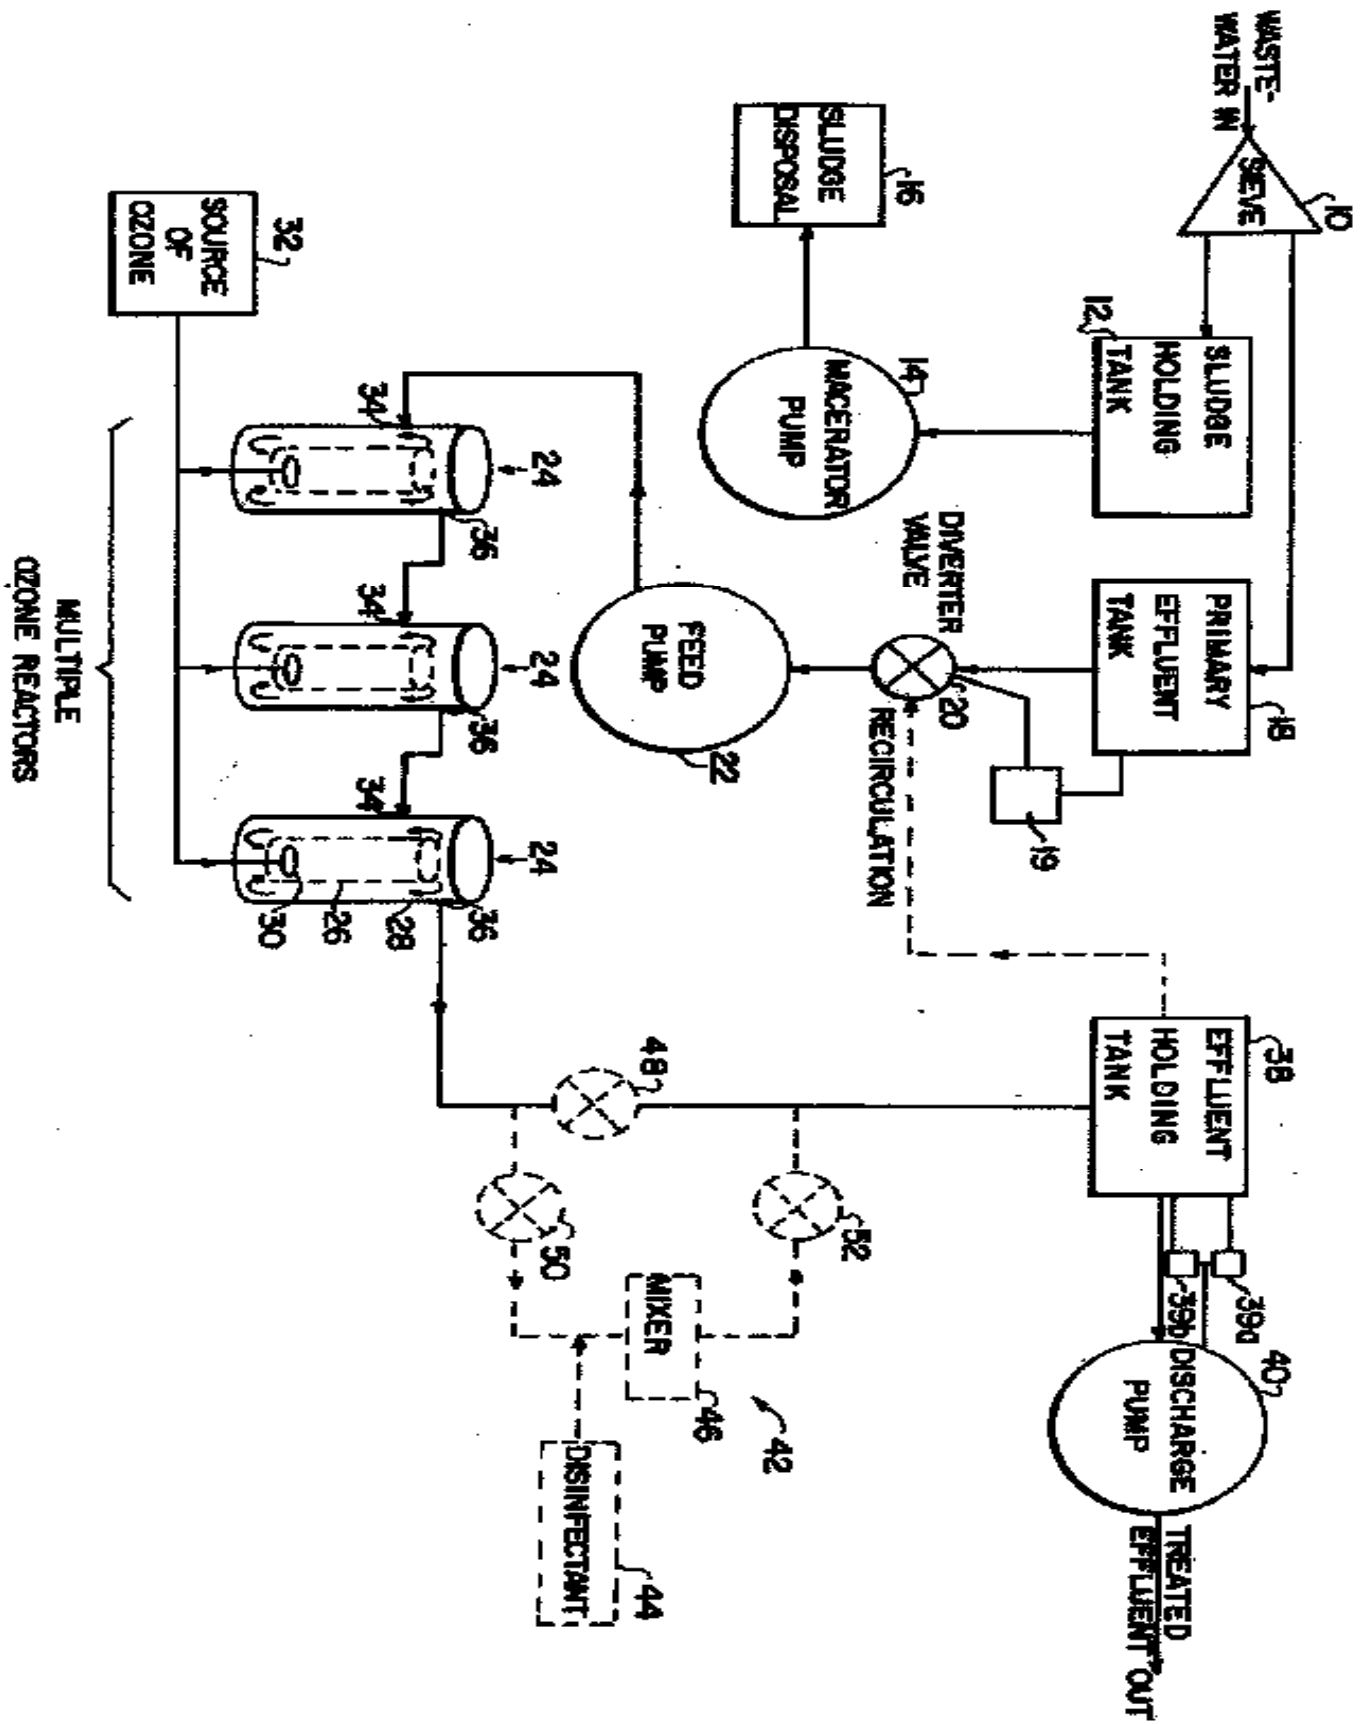 WASTE-
WATER IN
SIEVE
10
12
SLUDGE
HOLDING
TANK
14
MACERATOR
PUMP
16
SLUDGE
DISPOSAL
PRIMARY
EFFLUENT
TANK
18
19
DIVERTER
VALVE
20
RECIRCULATION
FEED
PUMP
22
32
SOURCE
OF
OZONE
24
34
36
24
34
36
24
34
36
28
26
30
MULTIPLE
OZONE REACTORS
38
EFFLUENT
HOLDING
TANK
39a
39b
40
DISCHARGE
PUMP
TREATED
EFFLUENT OUT
48
50
52
MIXER
46
42
DISINFECTANT
44